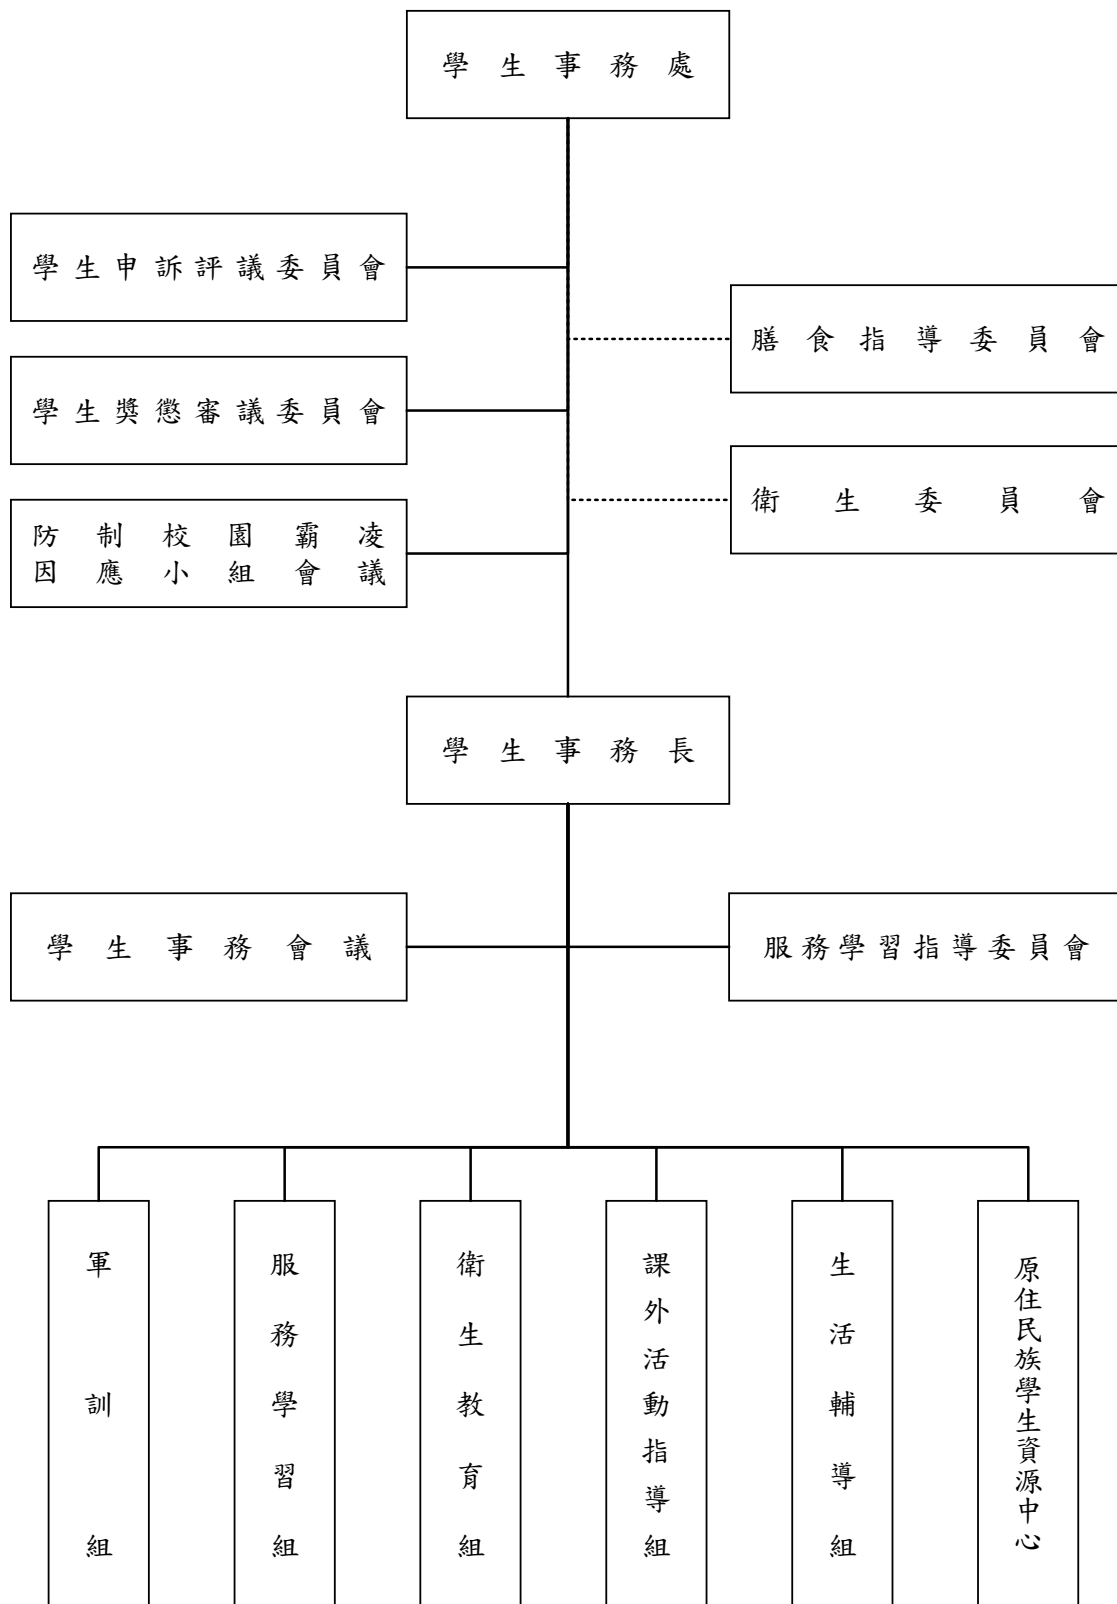 學生事務處
學生申訴評議委員會
膳食指導委員會
學生獎懲審議委員會
衛生委員會
防制校園霸凌
因應小組會議
學生事務長
學生事務會議
服務學習指導委員會
軍訓組
服務學習組
衛生教育組
課外活動指導組
生活輔導組
原住民族學生資源中心